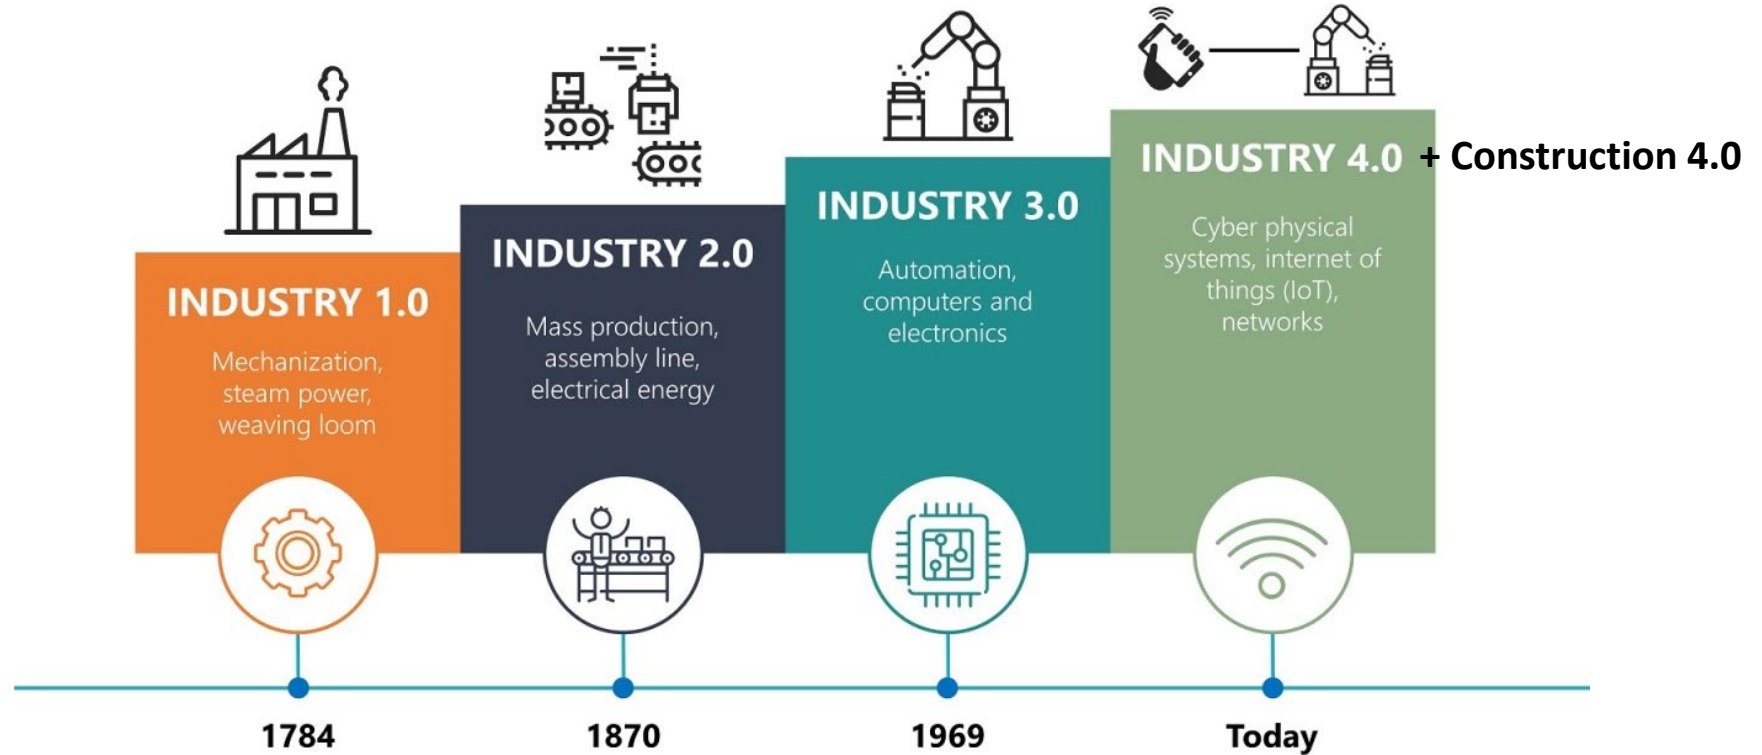 INDUSTRY 1.0
Mechanization,
steam power,
weaving loom
INDUSTRY 2.0
Mass production,
assembly line,
electrical energy
INDUSTRY 3.0
Automation,
computers and
electronics
INDUSTRY 4.0 + Construction 4.0
Cyber physical
systems, internet of
things (IoT),
networks
1784
1870
1969
Today